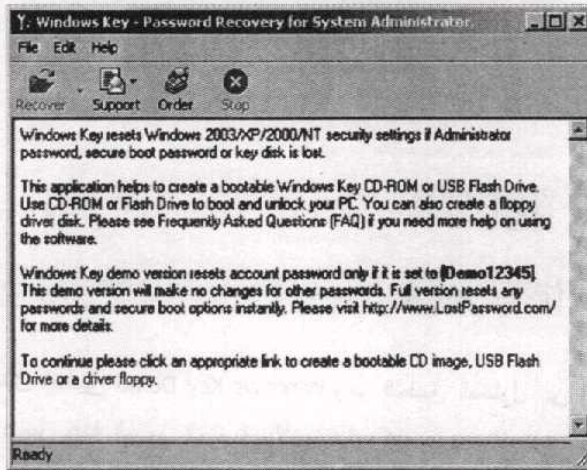 Windows Key - Password Recovery for System Administrator.
File Edit Help
Recover Support Order Stop
Windows Key resets Windows 2003/XP/2000/NT security settings if Administrator
password, secure boot password or key disk is lost.
This application helps to create a bootable Windows Key CD-ROM or USB Flash Drive.
Use CD-ROM or Flash Drive to boot and unlock your PC. You can also create a floppy
driver disk. Please see Frequently Asked Questions (FAQ) if you need more help on using
the software.
Windows Key demo version resets account password only if it is set to [Demo12345].
This demo version will make no changes for other passwords. Full version resets any
passwords and secure boot options instantly. Please visit http://www.LostPassword.com/
for more details.
To continue please click an appropriate link to create a bootable CD image, USB Flash
Drive or a driver floppy.
Ready